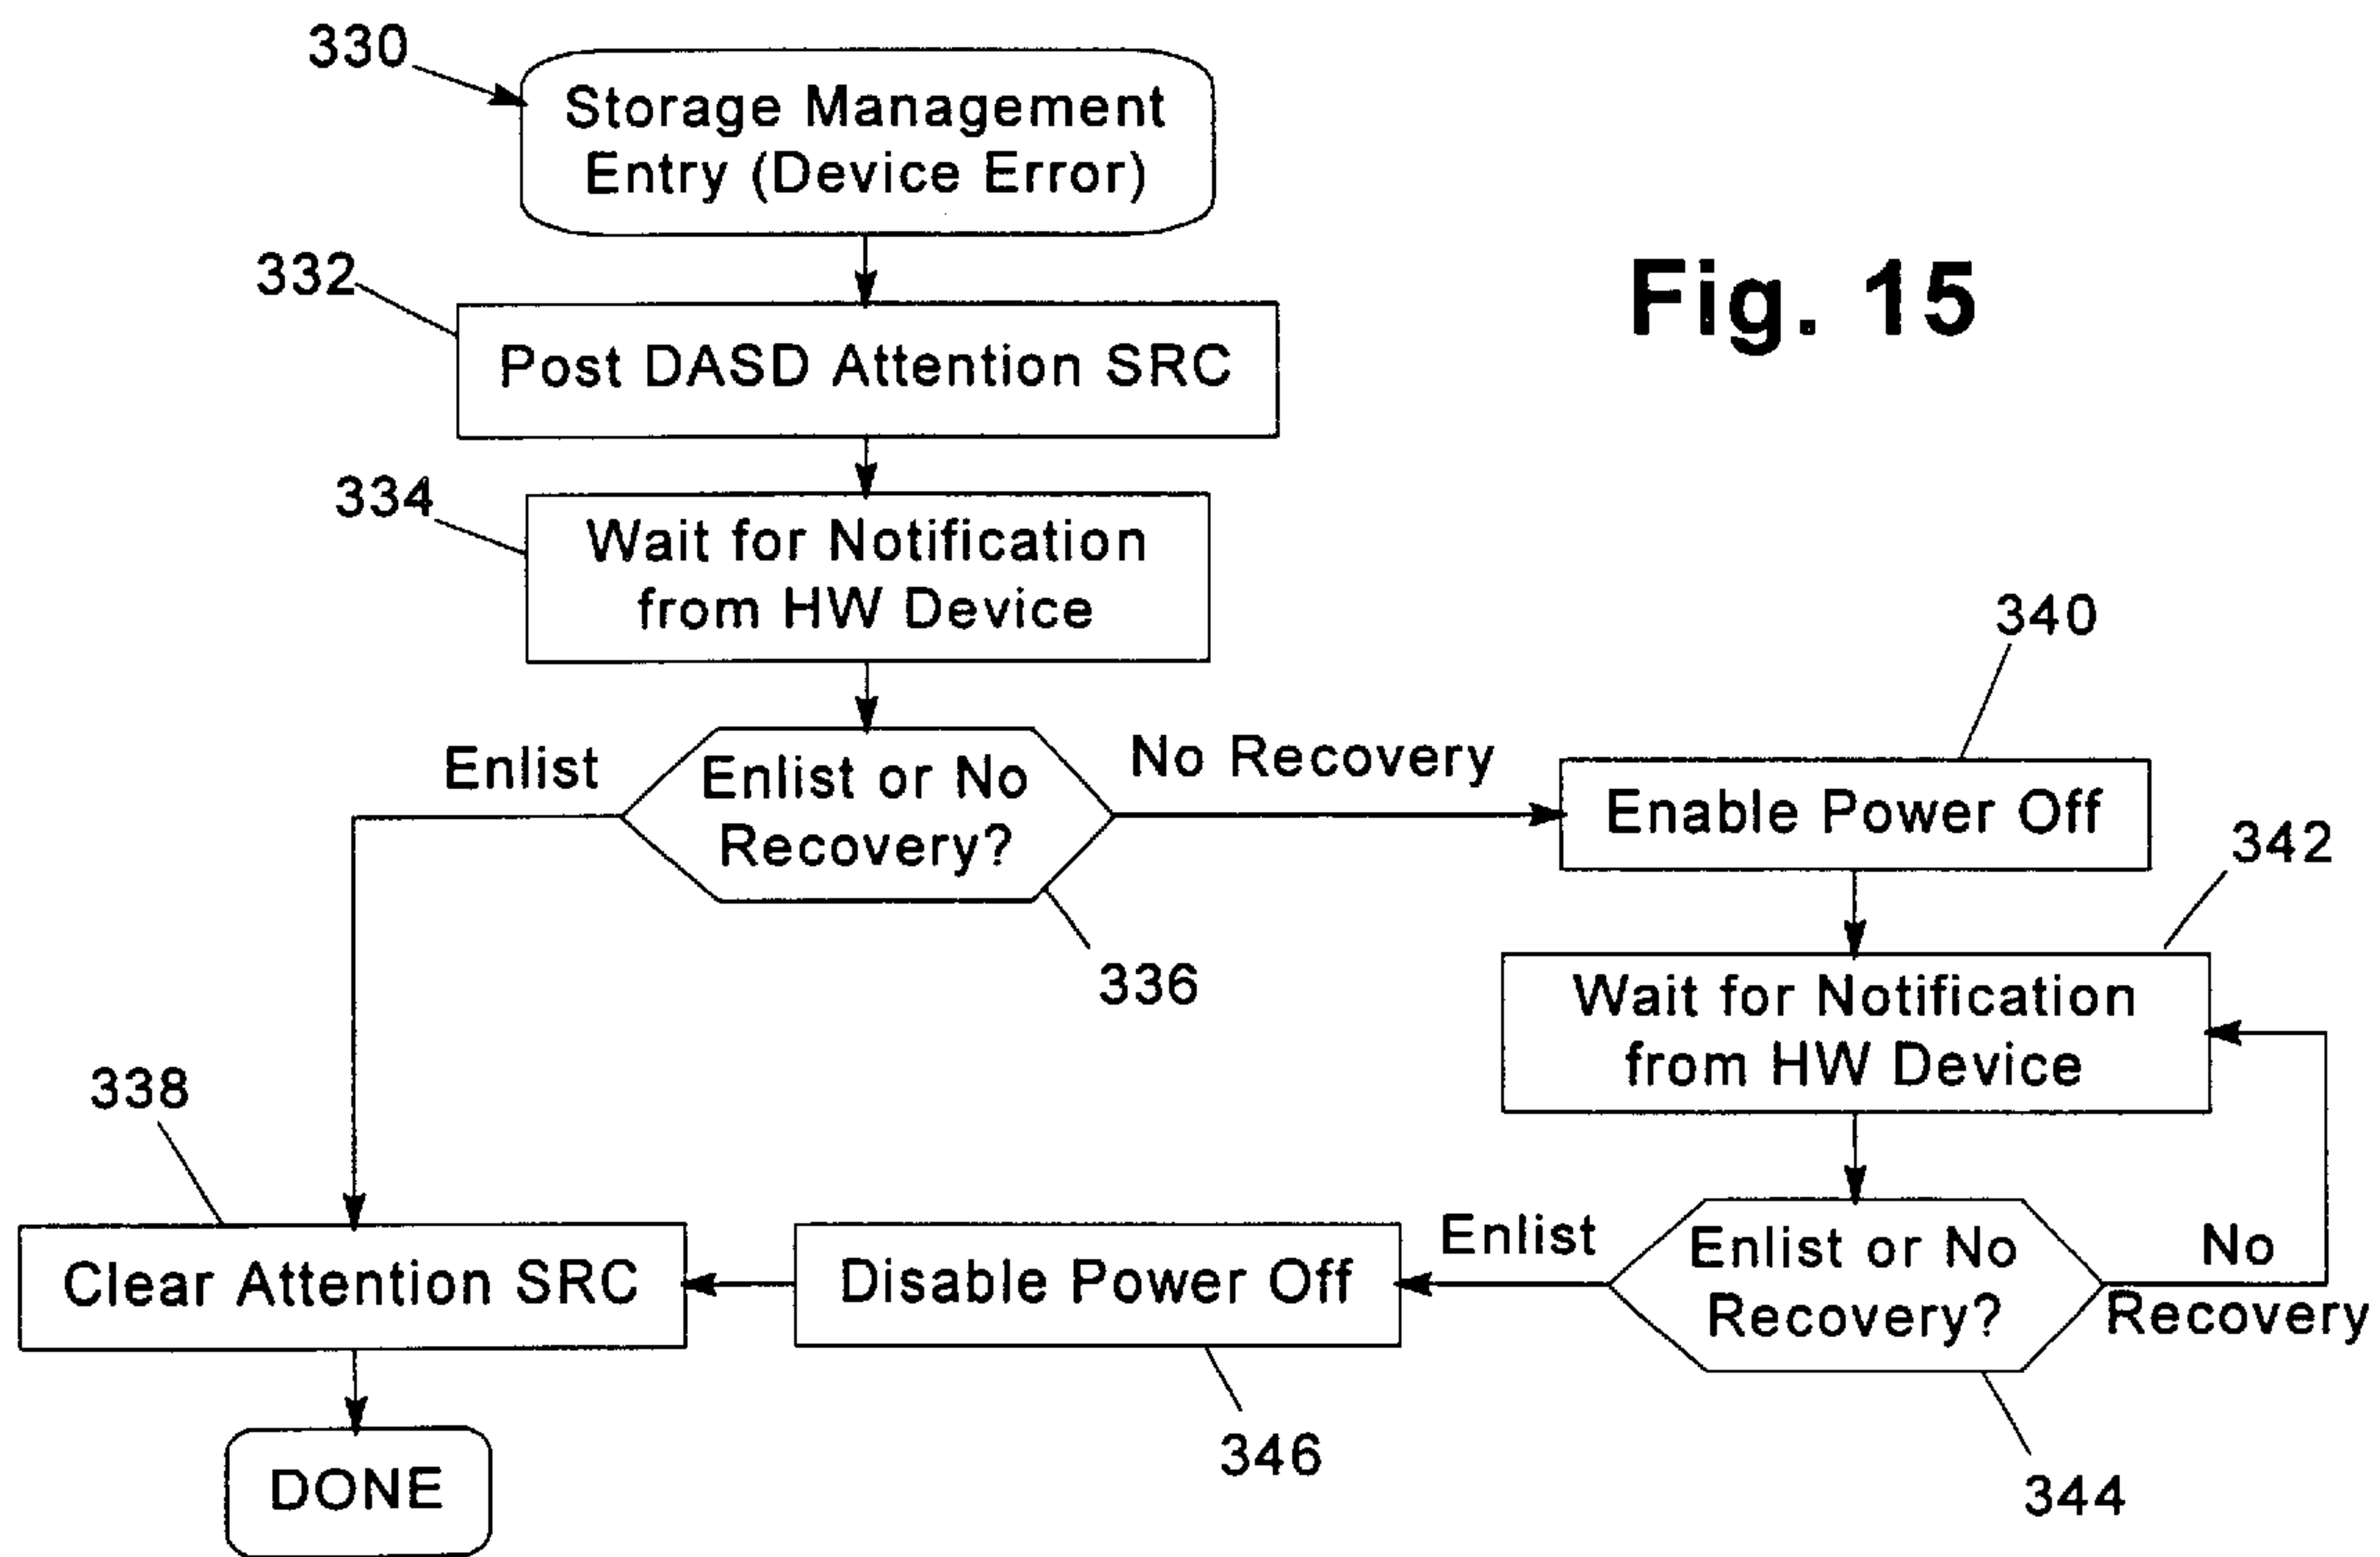 330
Storage Management
Entry (Device Error)
332
Fig. 15
Post DASD Attention SRC
334
Wait for Notification
from HW Device
340
Enlist
Enlist or No
Recovery?
No Recovery
Enable Power Off
342
336
Wait for Notification
from HW Device
338
Clear Attention SRC
Disable Power Off
Enlist
Enlist or No
Recovery?
No
Recovery
346
344
DONE